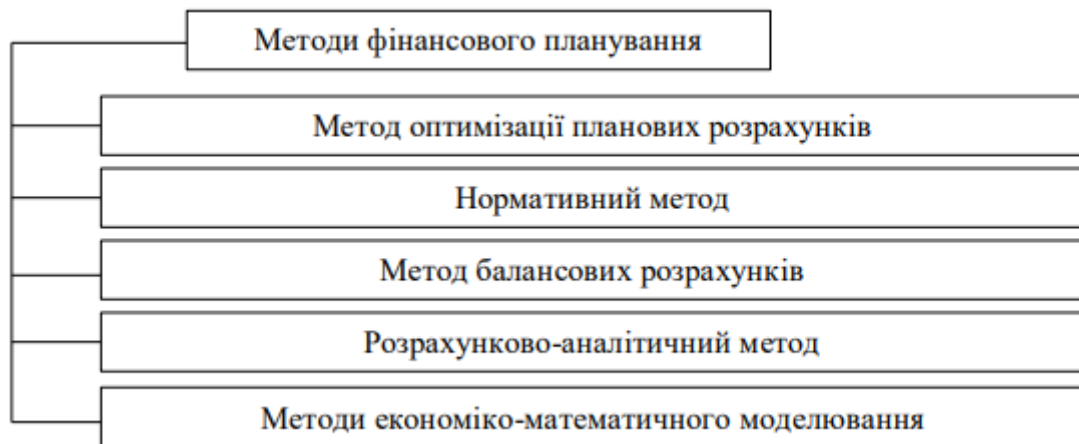 Методи фінансового планування
Метод оптимізації планових розрахунків
Нормативний метод
Метод балансових розрахунків
Розрахунково-аналітичний метод
Методи економіко-математичного моделювання